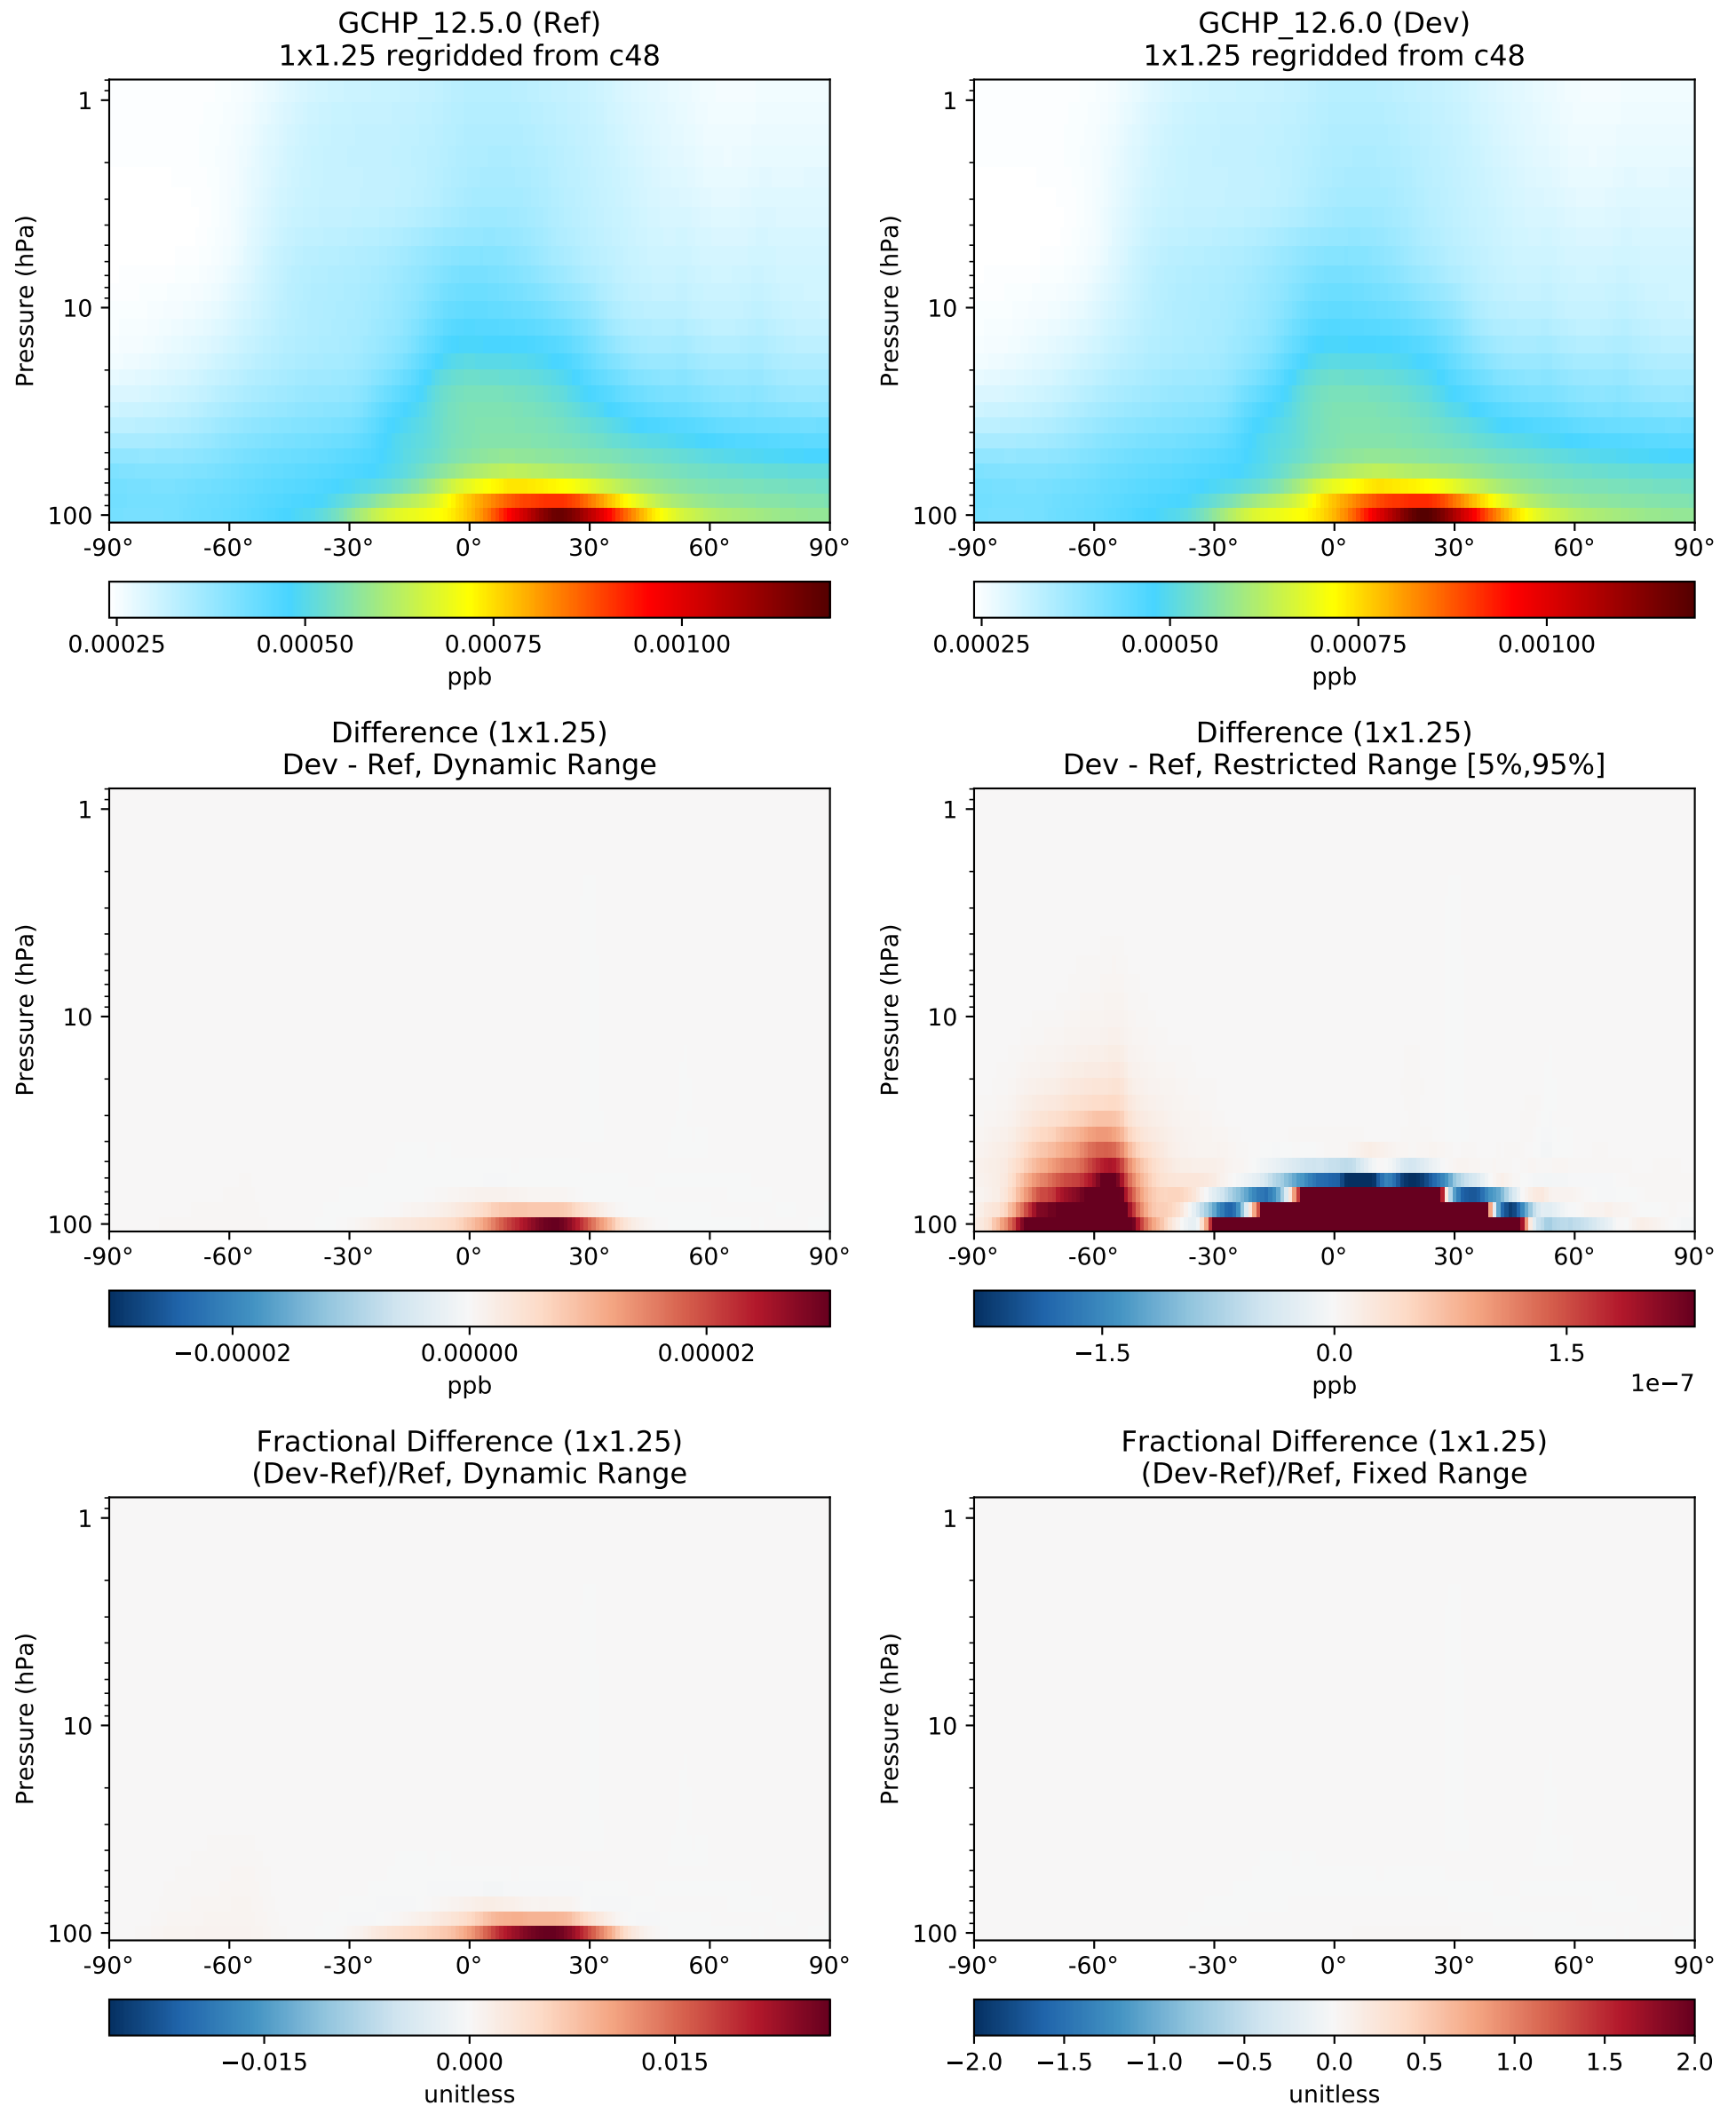 GCHP_12.5.0 (Ref)
1x1.25 regridded from c48
Pressure (hPa)
1
10
100
-90° -60° -30° 0° 30° 60° 90°
0.00025 0.00050 0.00075 0.00100
ppb
GCHP_12.6.0 (Dev)
1x1.25 regridded from c48
Pressure (hPa)
1
10
100
-90° -60° -30° 0° 30° 60° 90°
0.00025 0.00050 0.00075 0.00100
ppb
Difference (1x1.25)
Dev - Ref, Dynamic Range
Pressure (hPa)
1
10
100
-90° -60° -30° 0° 30° 60° 90°
−0.00002 0.00000 0.00002
ppb
Difference (1x1.25)
Dev - Ref, Restricted Range [5%,95%]
Pressure (hPa)
1
10
100
-90° -60° -30° 0° 30° 60° 90°
−1.5 0.0 1.5
ppb
1e−7
Fractional Difference (1x1.25)
(Dev-Ref)/Ref, Dynamic Range
Pressure (hPa)
1
10
100
-90° -60° -30° 0° 30° 60° 90°
−0.015 0.000 0.015
unitless
Fractional Difference (1x1.25)
(Dev-Ref)/Ref, Fixed Range
Pressure (hPa)
1
10
100
-90° -60° -30° 0° 30° 60° 90°
−2.0 −1.5 −1.0 −0.5 0.0 0.5 1.0 1.5 2.0
unitless